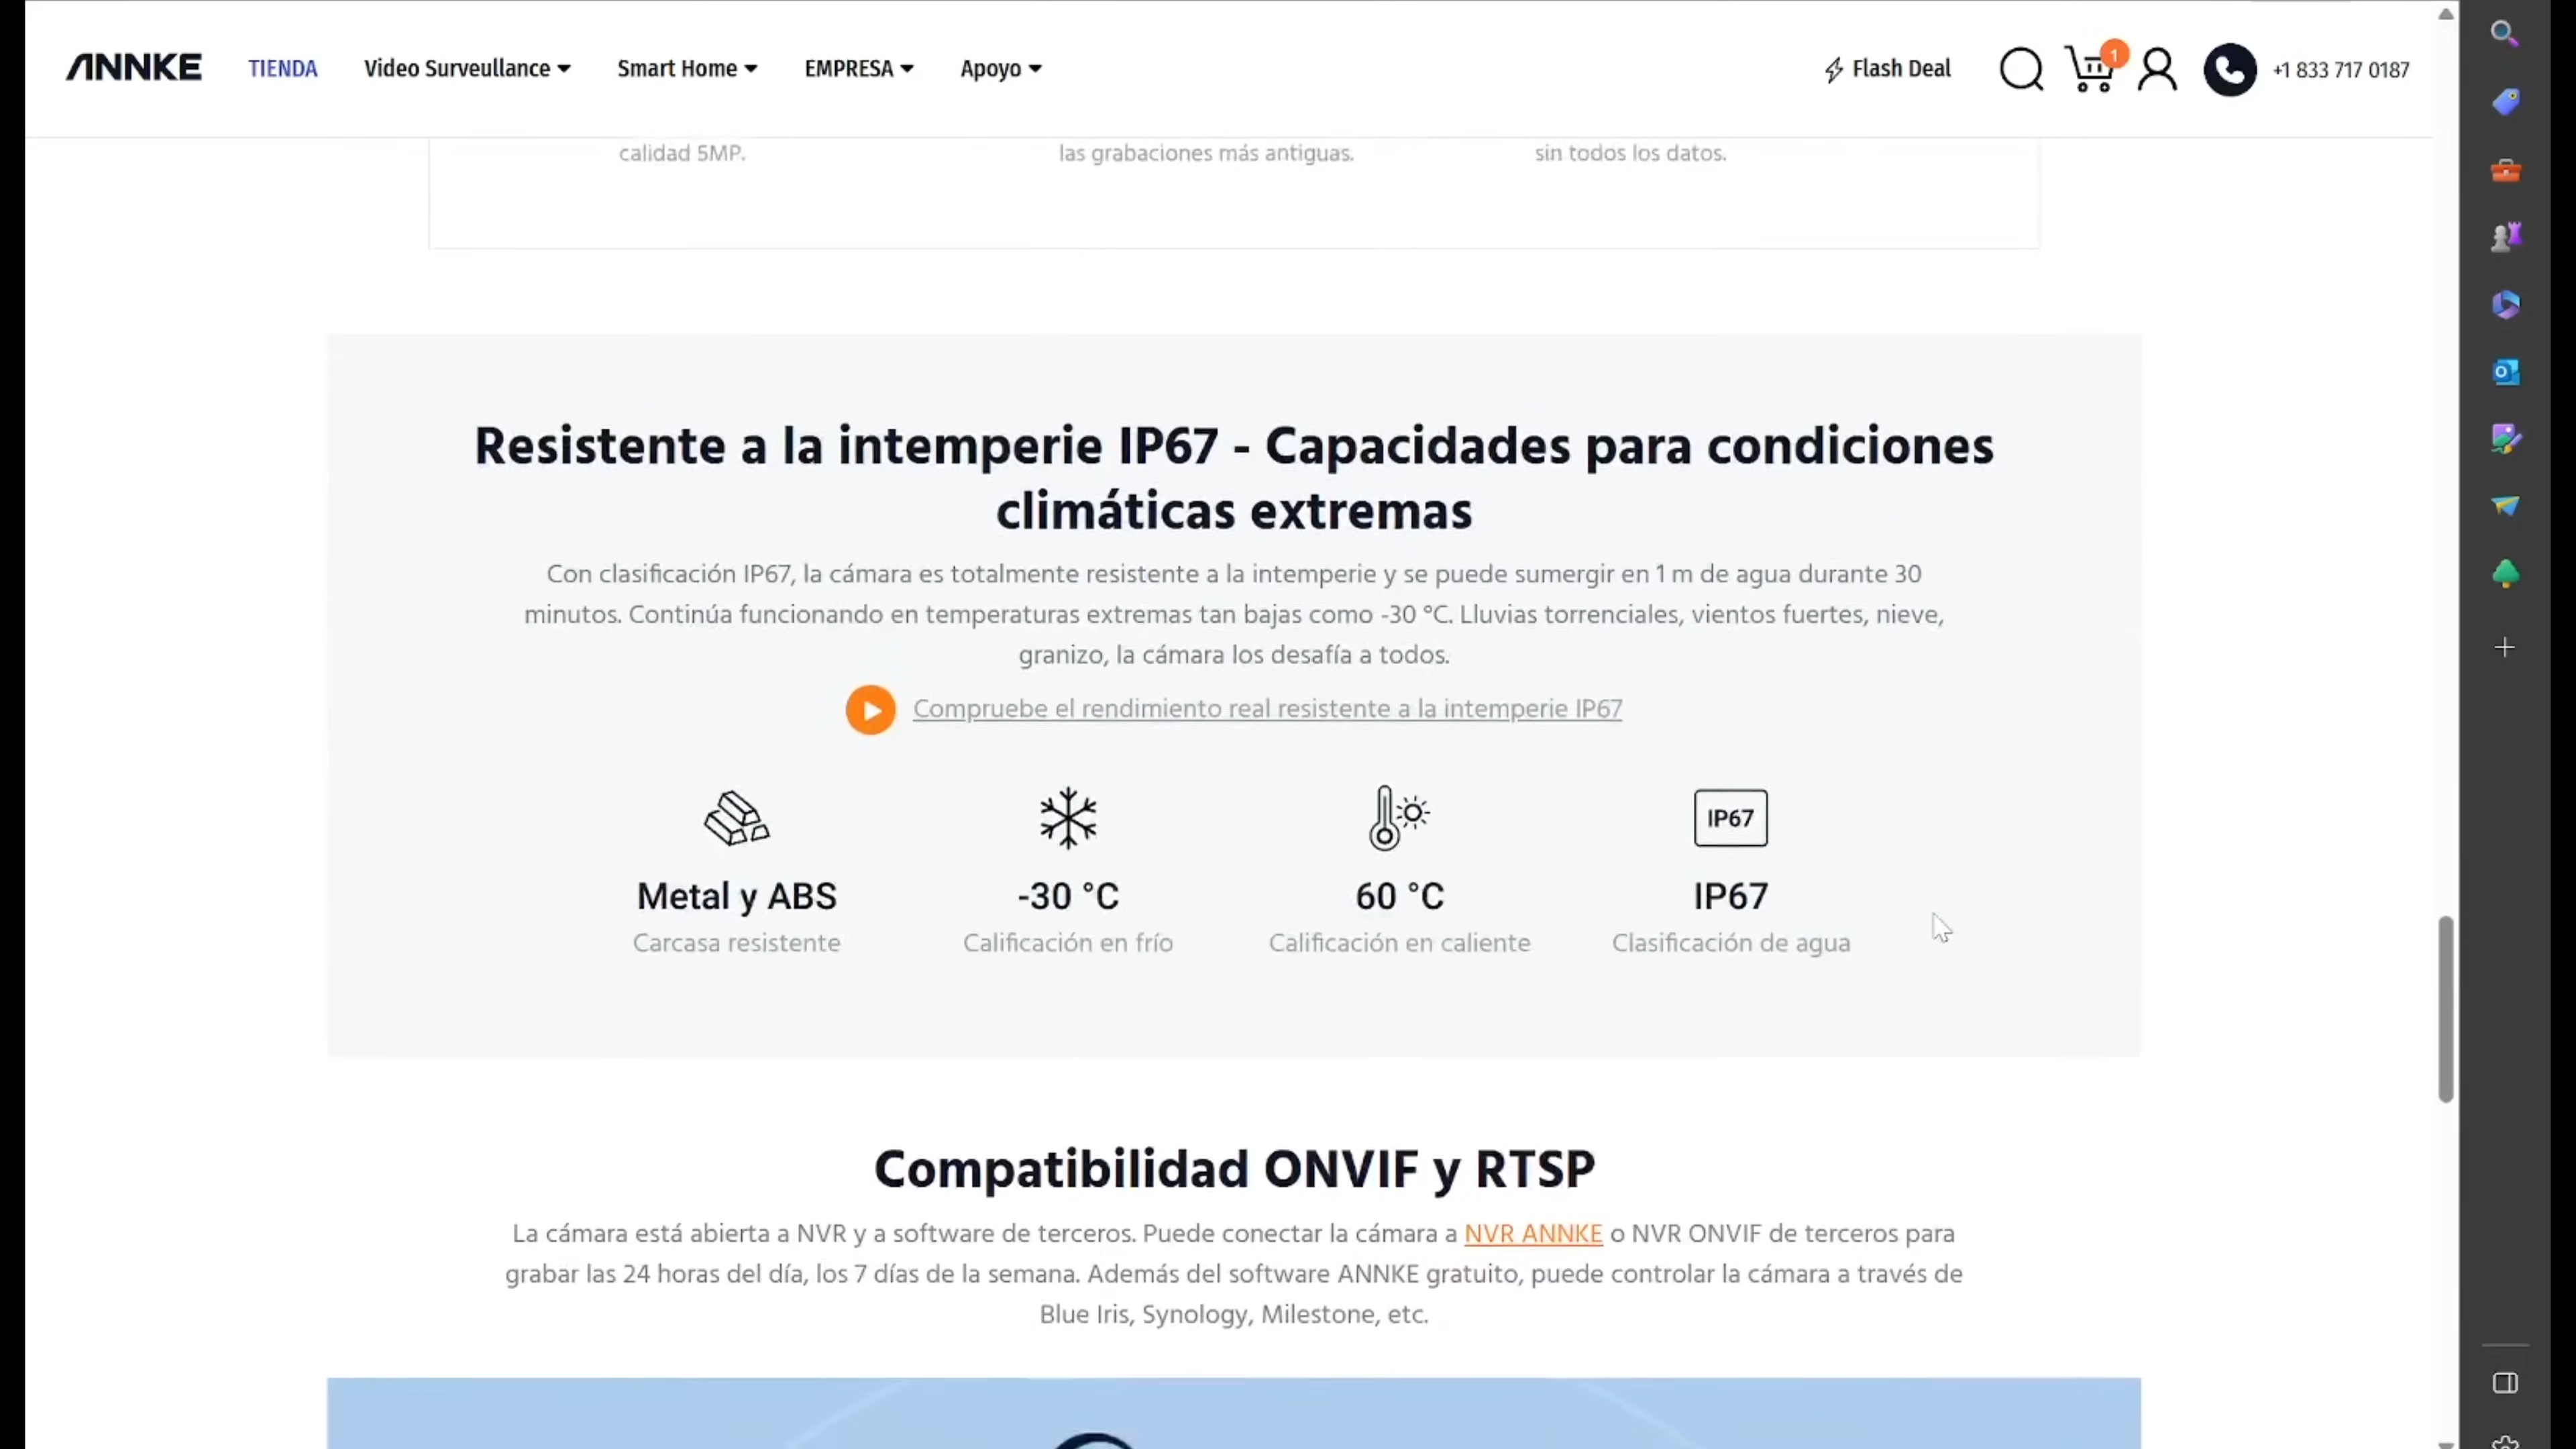 ANNKE TIENDA Video Surveullance Smart Home EMPRESA Apoyo Flash Deal 1 +1 833 717 0187
calidad 5MP. las grabaciones más antiguas. sin todos los datos.
Resistente a la intemperie IP67 - Capacidades para condiciones
climáticas extremas
Con clasificación IP67, la cámara es totalmente resistente a la intemperie y se puede sumergir en 1 m de agua durante 30
minutos. Continúa funcionando en temperaturas extremas tan bajas como -30 °C. Lluvias torrenciales, vientos fuertes, nieve,
granizo, la cámara los desafía a todos.
Compruebe el rendimiento real resistente a la intemperie IP67
IP67
Metal y ABS -30 °C 60 °C IP67
Carcasa resistente Calificación en frío Calificación en caliente Clasificación de agua
Compatibilidad ONVIF y RTSP
La cámara está abierta a NVR y a software de terceros. Puede conectar la cámara a NVR ANNKE o NVR ONVIF de terceros para
grabar las 24 horas del día, los 7 días de la semana. Además del software ANNKE gratuito, puede controlar la cámara a través de
Blue Iris, Synology, Milestone, etc.